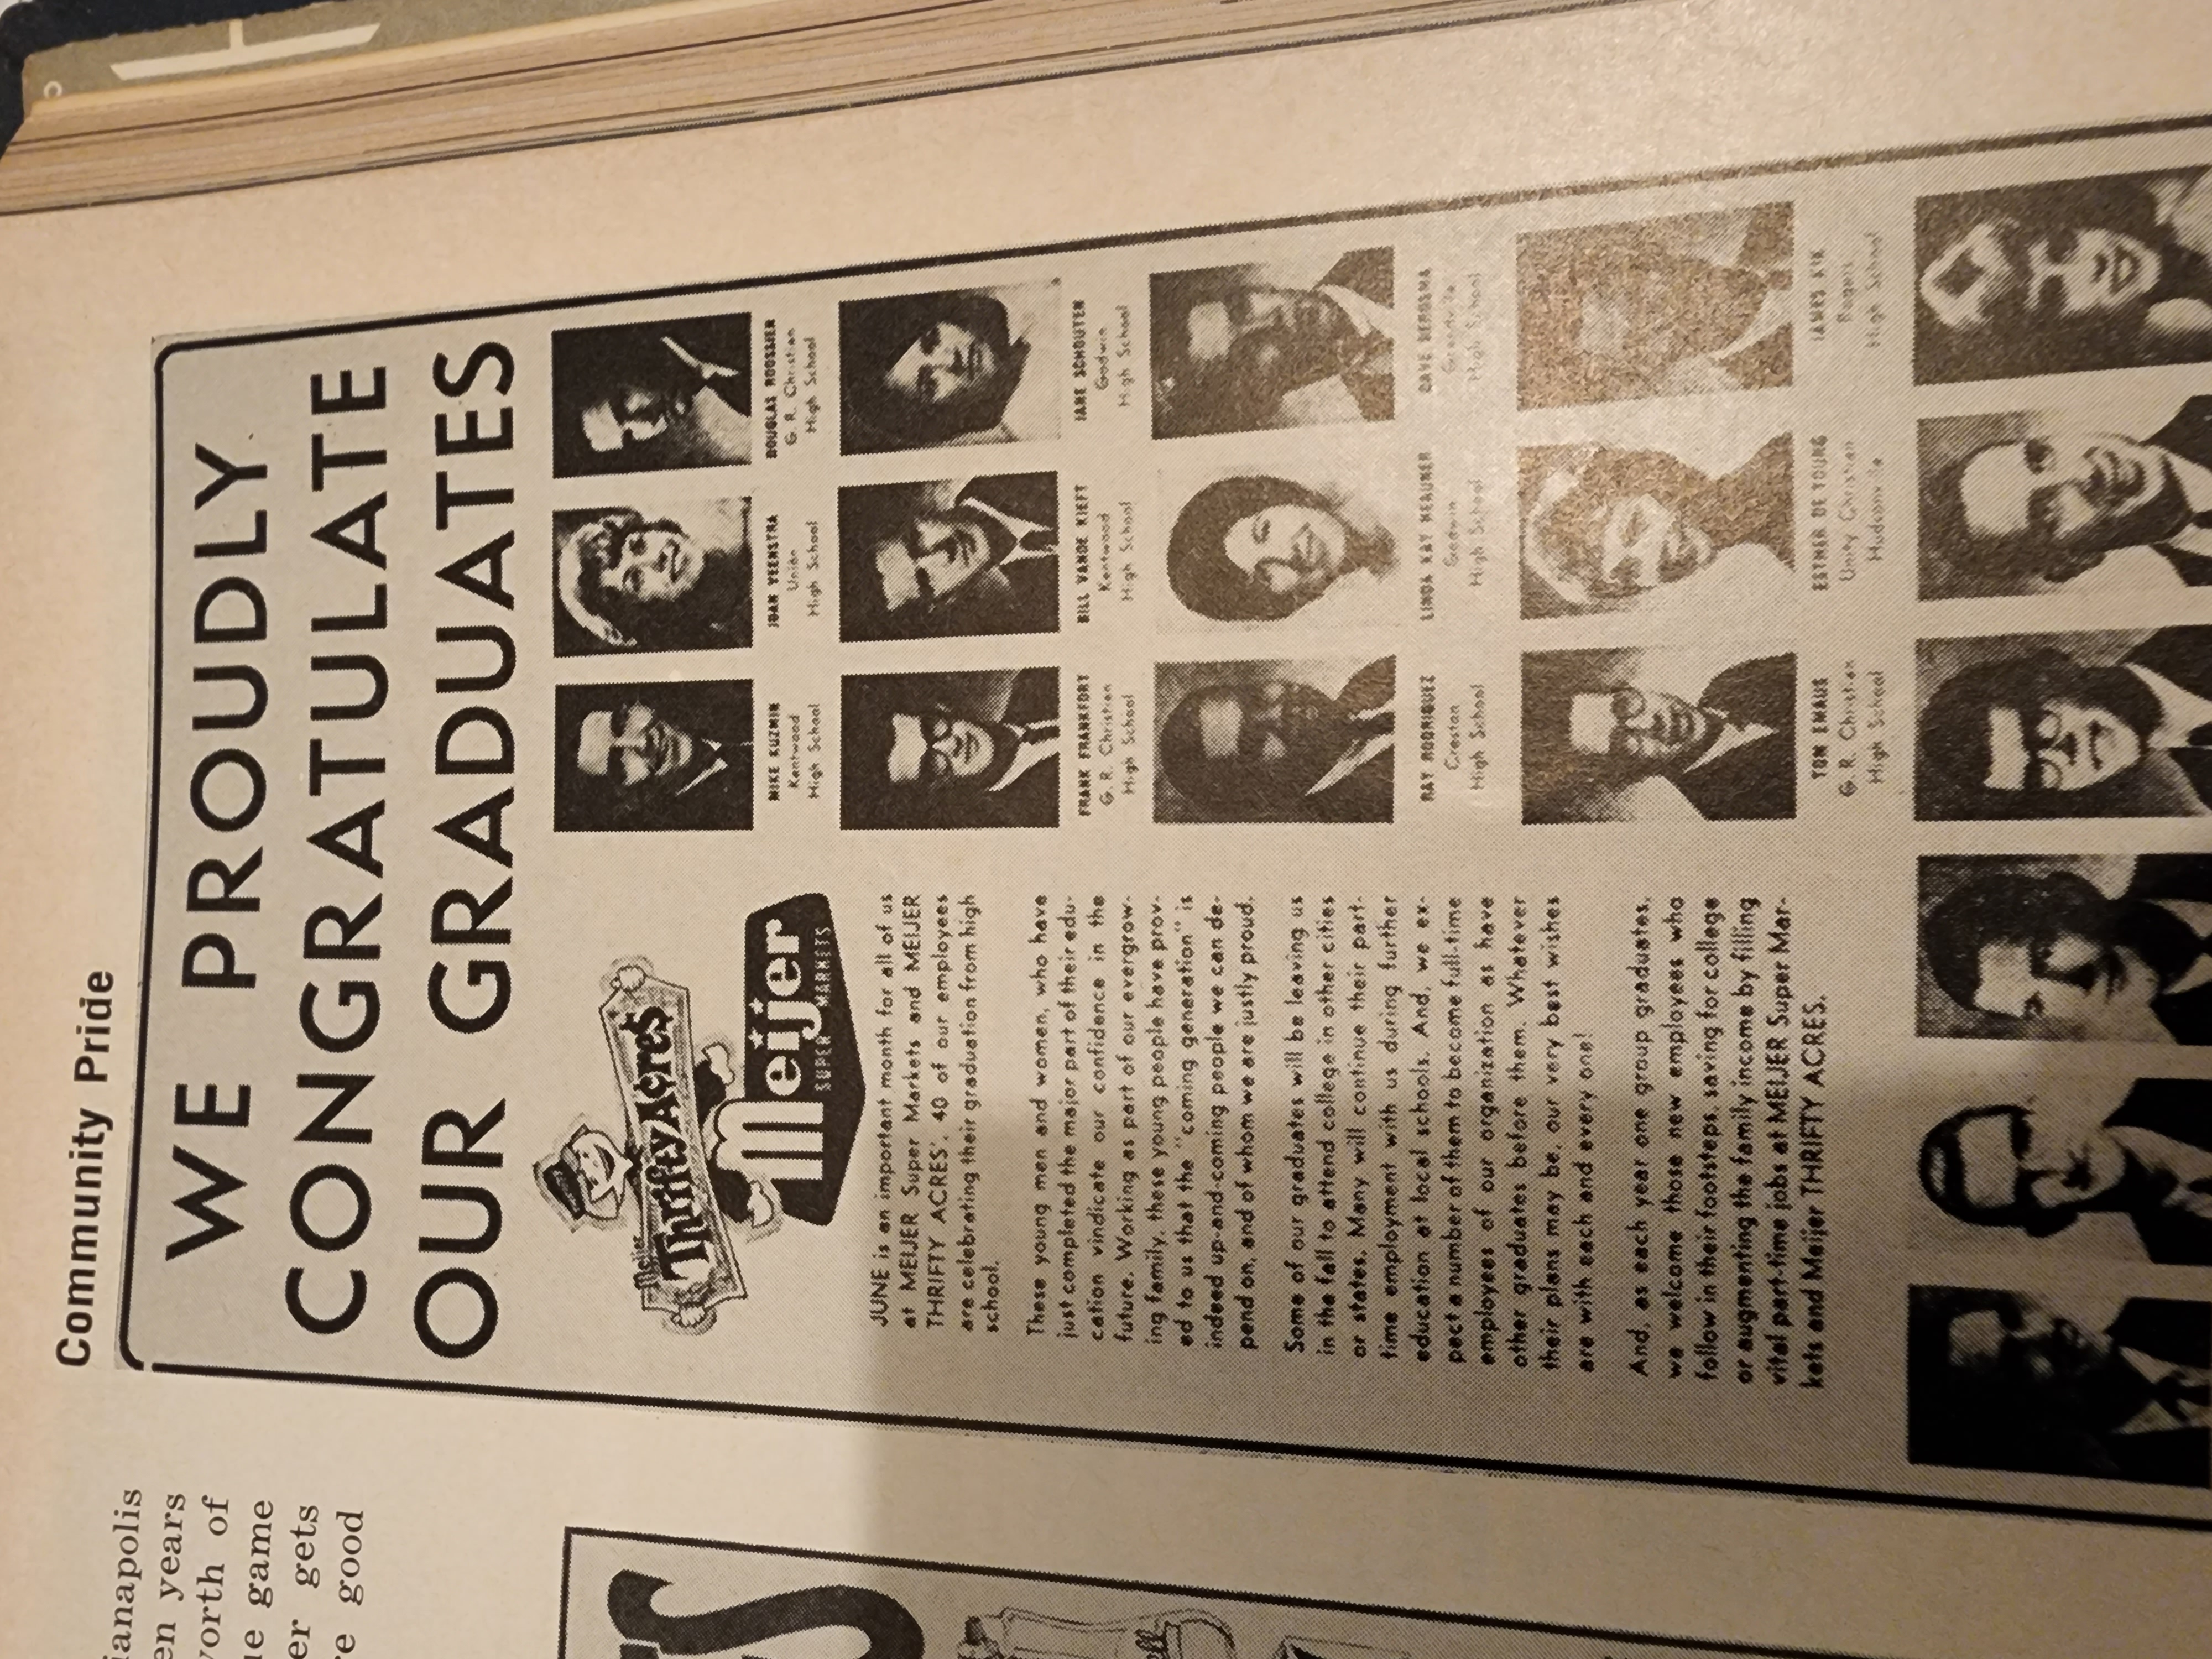 Community Pride
WE PROUDLY
CONGRATULATE
OUR GRADUATES
Meijer
Thrifty Acres
Meijer
SUPER MARKETS
JUNE is an important month for all of us
at MEIJER Super Markets and MEIJER
THRIFTY ACRES'. 40 of our employees
are celebrating their graduation from high
school.
These young men and women, who have
just completed the major part of their edu-
cation vindicate our confidence in the
future. Working as part of our evergrow-
ing family, these young people have prov-
ed to us that the "coming generation" is
indeed up-and-coming people we can de-
pend on, and of whom we are justly proud.
Some of our graduates will be leaving us
in the fall to attend college in other cities
or states. Many will continue their part-
time employment with us during further
education at local schools. And, we ex-
pect a number of them to become full-time
employees of our organization as have
other graduates before them. Whatever
their plans may be, our very best wishes
are with each and every one!
And, as each year one group graduates,
we welcome those new employees who
follow in their footsteps, saving for college
or augmenting the family income by filling
vital part-time jobs at MEIJER Super Mar-
kets and Meijer THRIFTY ACRES.
MIKE KUZMIN
Kentwood
High School
JOAN VEENSTRA
Union
High School
DOUGLAS ROOSSIEN
G. R. Christian
High School
FRANK FRANKFORT
G. R. Christian
High School
BILL VANDE KIEFT
Kentwood
High School
JANE SCHOUTEN
Godwin
High School
RAY RODRIQUEZ
Creston
High School
LINDA KAY
Godwin
High School
DAVE BERGSMA
Grandville
High School
TOM EMAUS
G. R. Christian
High School
ESTHER DE YOUNG
Unity Christian
Hudsonville
JAMES
Rogers
High School
ianapolis
en years
worth of
ue game
er gets
re good